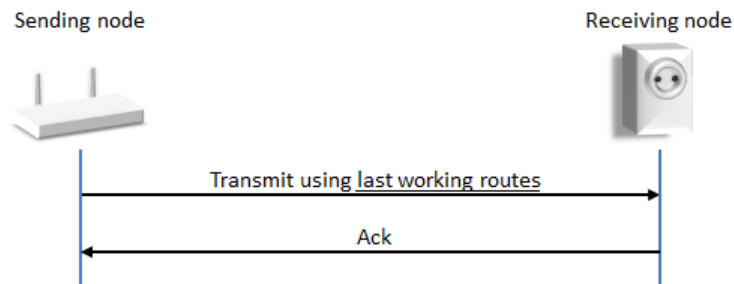 Sending node
Receiving node
Transmit using last working routes
Ack